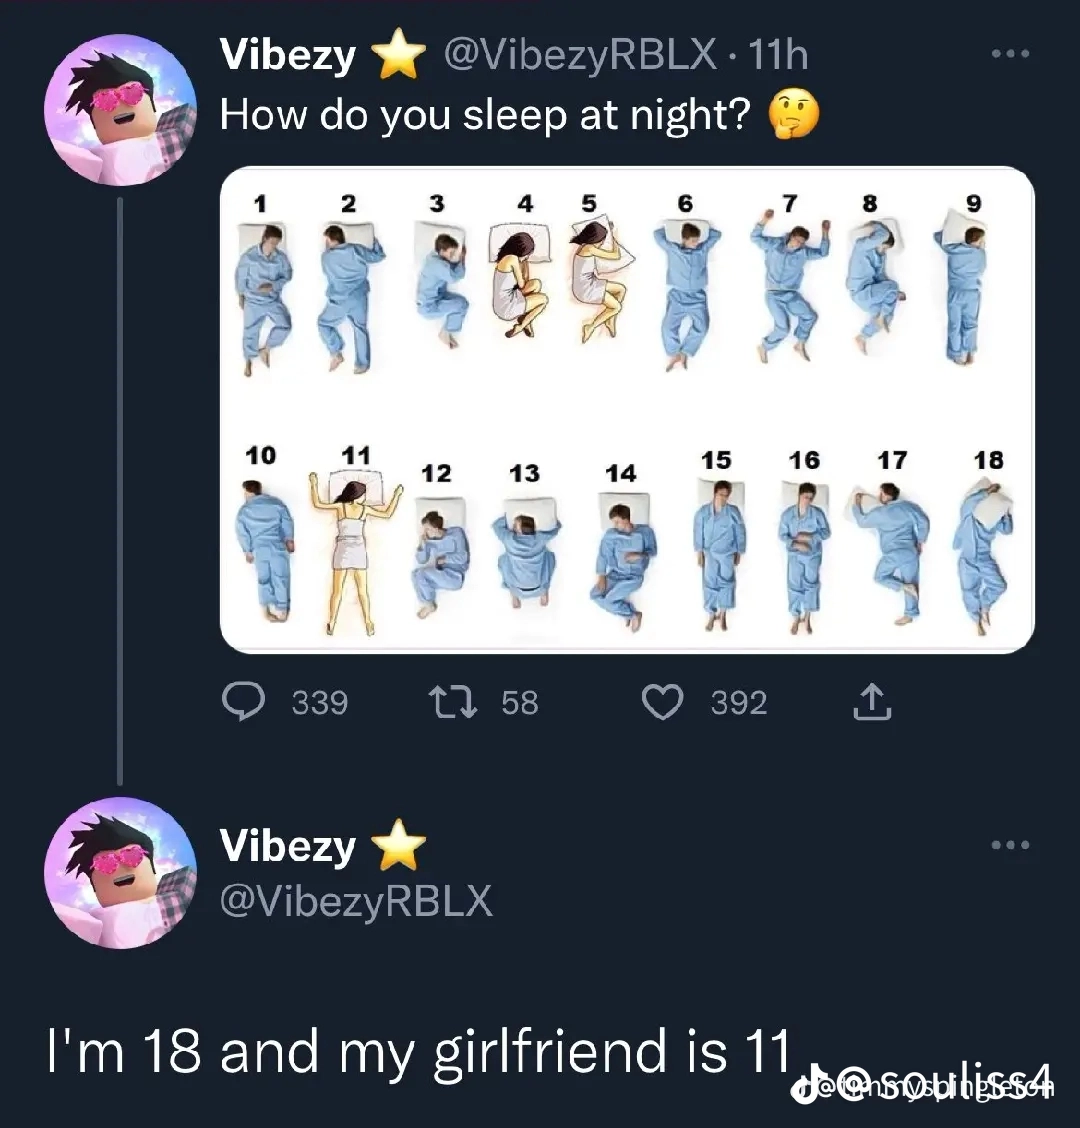 Vibezy ⭐ @VibezyRBLX · 11h
How do you sleep at night? 🤔
1 2 3 4 5 6 7 8 9
10 11 12 13 14 15 16 17 18
339 58 392
Vibezy ⭐
@VibezyRBLX
I'm 18 and my girlfriend is 11
@souliss4